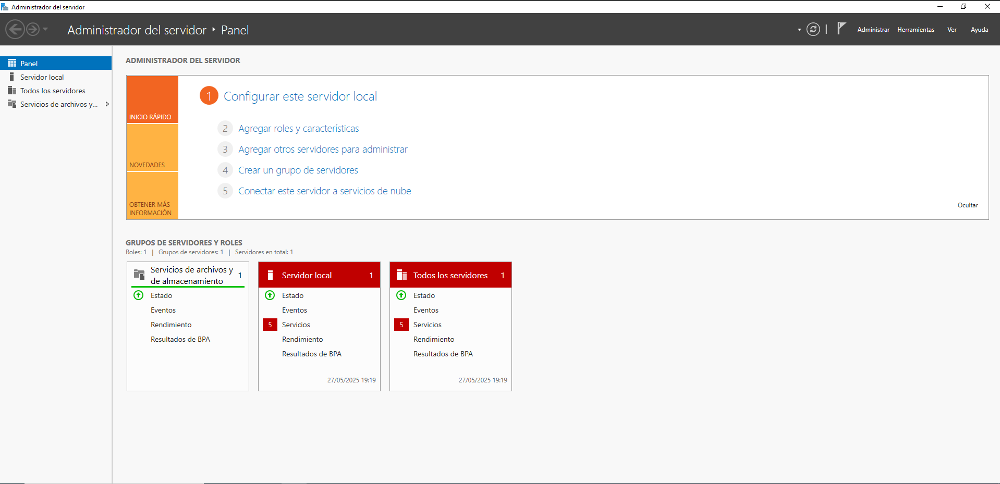 Administrador del servidor
Administrador del servidor ‣ Panel
Administrar Herramientas Ver Ayuda
Panel
Servidor local
Todos los servidores
Servicios de archivos y...
ADMINISTRADOR DEL SERVIDOR
INICIO RÁPIDO
NOVEDADES
OBTENER MÁS
INFORMACIÓN
1 Configurar este servidor local
2 Agregar roles y características
3 Agregar otros servidores para administrar
4 Crear un grupo de servidores
5 Conectar este servidor a servicios de nube
Ocultar
GRUPOS DE SERVIDORES Y ROLES
Roles: 1 | Grupos de servidores: 1 | Servidores en total: 1
Servicios de archivos y
de almacenamiento 1
Estado
Eventos
Rendimiento
Resultados de BPA
Servidor local 1
Estado
Eventos
5 Servicios
Rendimiento
Resultados de BPA
27/05/2025 19:19
Todos los servidores 1
Estado
Eventos
5 Servicios
Rendimiento
Resultados de BPA
27/05/2025 19:19